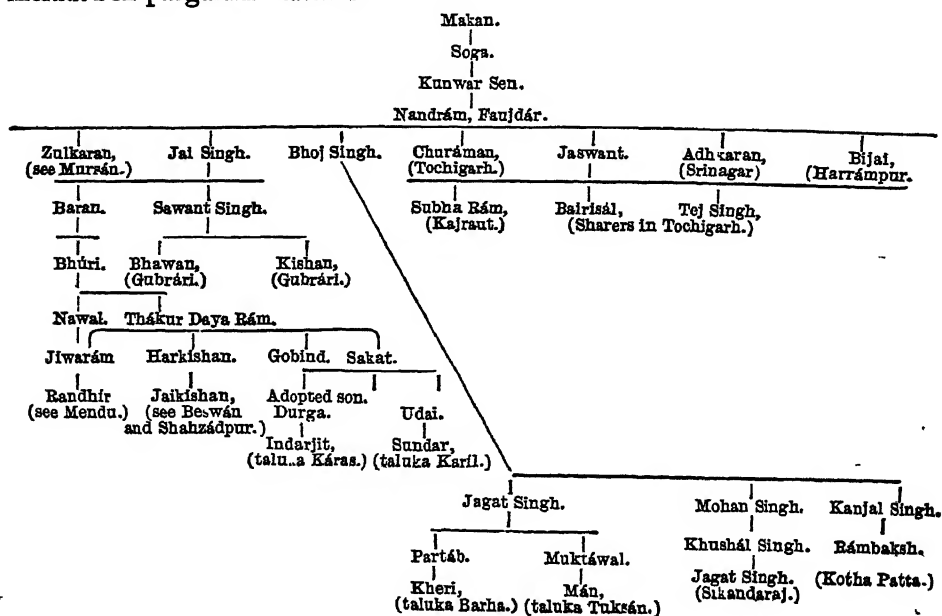 Makan.
Soga.
Kunwar Sen.
Nandrám, Faujdár.
Zulkaran, Jai Singh. Bhoj Singh. Churáman, Jaswant. Adhkaran, Bijai,
(see Mursán.) (Tochigarh.) (Srinagar) (Harrámpur.
Baran. Sawant Singh. Subha Rám, Bairisál, Tej Singh,
(Kajraut.) (Sharers in Tochigarh.)
Bhúri. Bhawan, Kishan,
(Gubrári.) (Gubrári.)
Nawal. Thákur Daya Rám.
Jíwarám Harkishan. Gobind. Sakat.
Randhír Jaikishan, Adopted son. Udai.
(see Mendu.) (see Beswán Durga.
and Shahzádpur.) Indarjit, Sundar,
(talu..a Káras.) (taluka Karíl.)
Jagat Singh. Mohan Singh. Kanjal Singh.
Partáb. Muktáwal. Khushál Singh. Rámbaksh.
Kheri, Mán, Jagat Singh. (Kotha Patta.)
(taluka Barha.) (taluka Tuksán.) (Sikandaraj.)